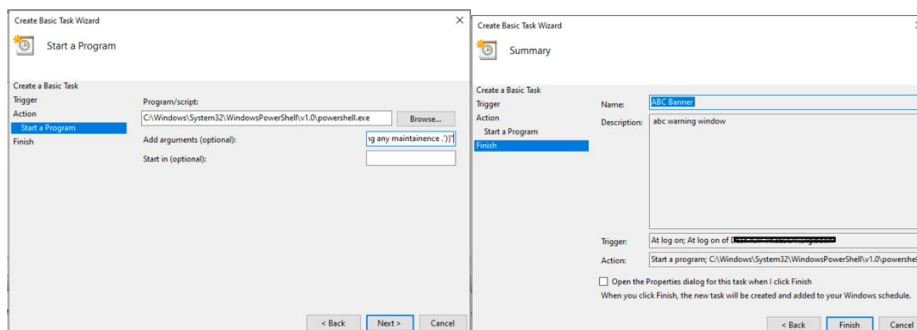 Create Basic Task Wizard
Start a Program
Create a Basic Task
Trigger
Action
Start a Program
Finish
Program/script:
C:\Windows\System32\WindowsPowerShell\v1.0\powershell.exe
Browse...
Add arguments (optional):
any maintainence .')}"
Start in (optional):
< Back
Next >
Cancel
Create Basic Task Wizard
Summary
Create a Basic Task
Trigger
Action
Start a Program
Finish
Name:
ABC Banner
Description:
abc warning window
Trigger:
At log on; At log on of
Action:
Start a program; C:\Windows\System32\WindowsPowerShell\v1.0\powershel
Open the Properties dialog for this task when I click Finish
When you click Finish, the new task will be created and added to your Windows schedule.
< Back
Finish
Cancel